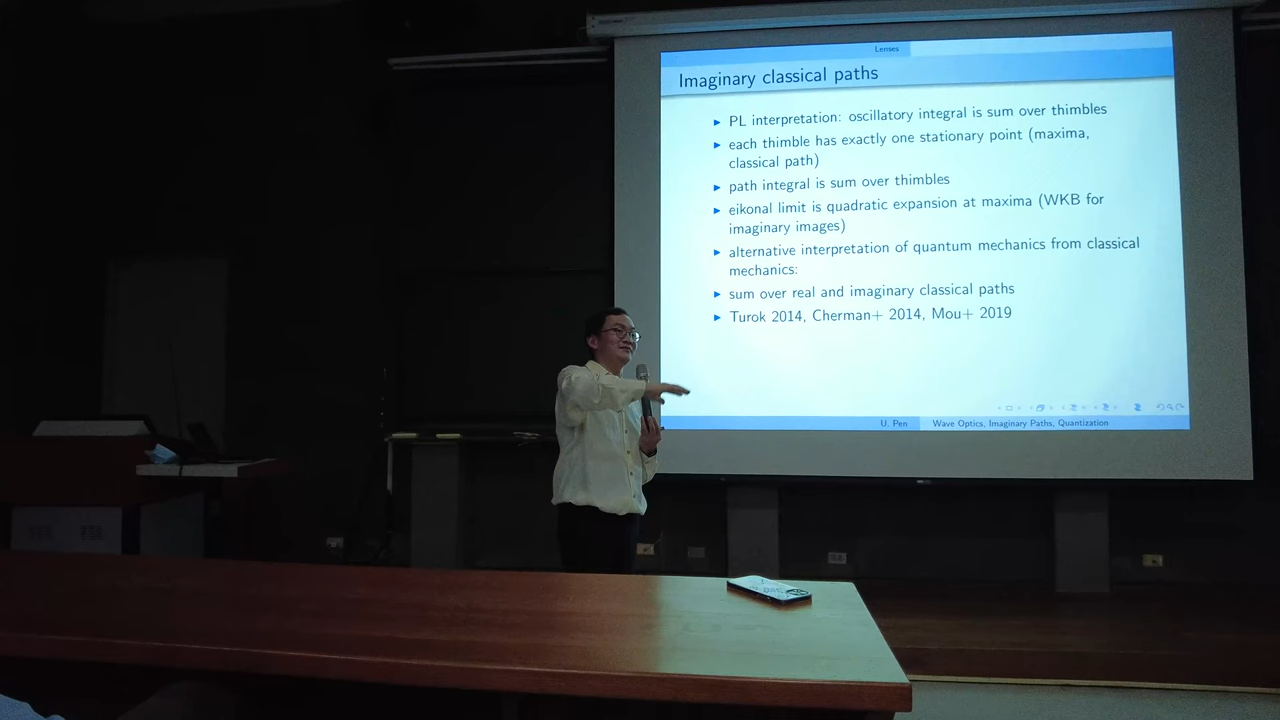 Lenses
Imaginary classical paths
PL interpretation: oscillatory integral is sum over thimbles
each thimble has exactly one stationary point (maxima,
classical path)
path integral is sum over thimbles
eikonal limit is quadratic expansion at maxima (WKB for
imaginary images)
alternative interpretation of quantum mechanics from classical
mechanics:
sum over real and imaginary classical paths
Turok 2014, Cherman+ 2014, Mou+ 2019
U. Pen Wave Optics, Imaginary Paths, Quantization